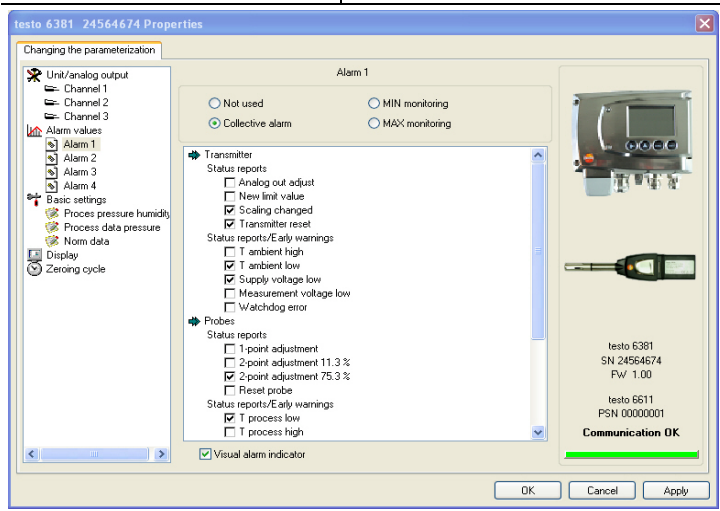 testo 6381 24564674 Properties
Changing the parameterization
Unit/analog output
Channel 1
Channel 2
Channel 3
Alarm values
Alarm 1
Alarm 2
Alarm 3
Alarm 4
Basic settings
Proces pressure humidity
Process data pressure
Norm data
Display
Zeroing cycle
Alarm 1
Not used
MIN monitoring
Collective alarm
MAX monitoring
Transmitter
Status reports
Analog out adjust
New limit value
Scaling changed
Transmitter reset
Status reports/Early warnings
T ambient high
T ambient low
Supply voltage low
Measurement voltage low
Watchdog error
Probes
Status reports
1-point adjustment
2-point adjustment 11.3 %
2-point adjustment 75.3 %
Reset probe
Status reports/Early warnings
T process low
T process high
Visual alarm indicator
testo 6381
SN 24564674
FW 1.00
testo 6611
PSN 00000001
Communication OK
OK
Cancel
Apply